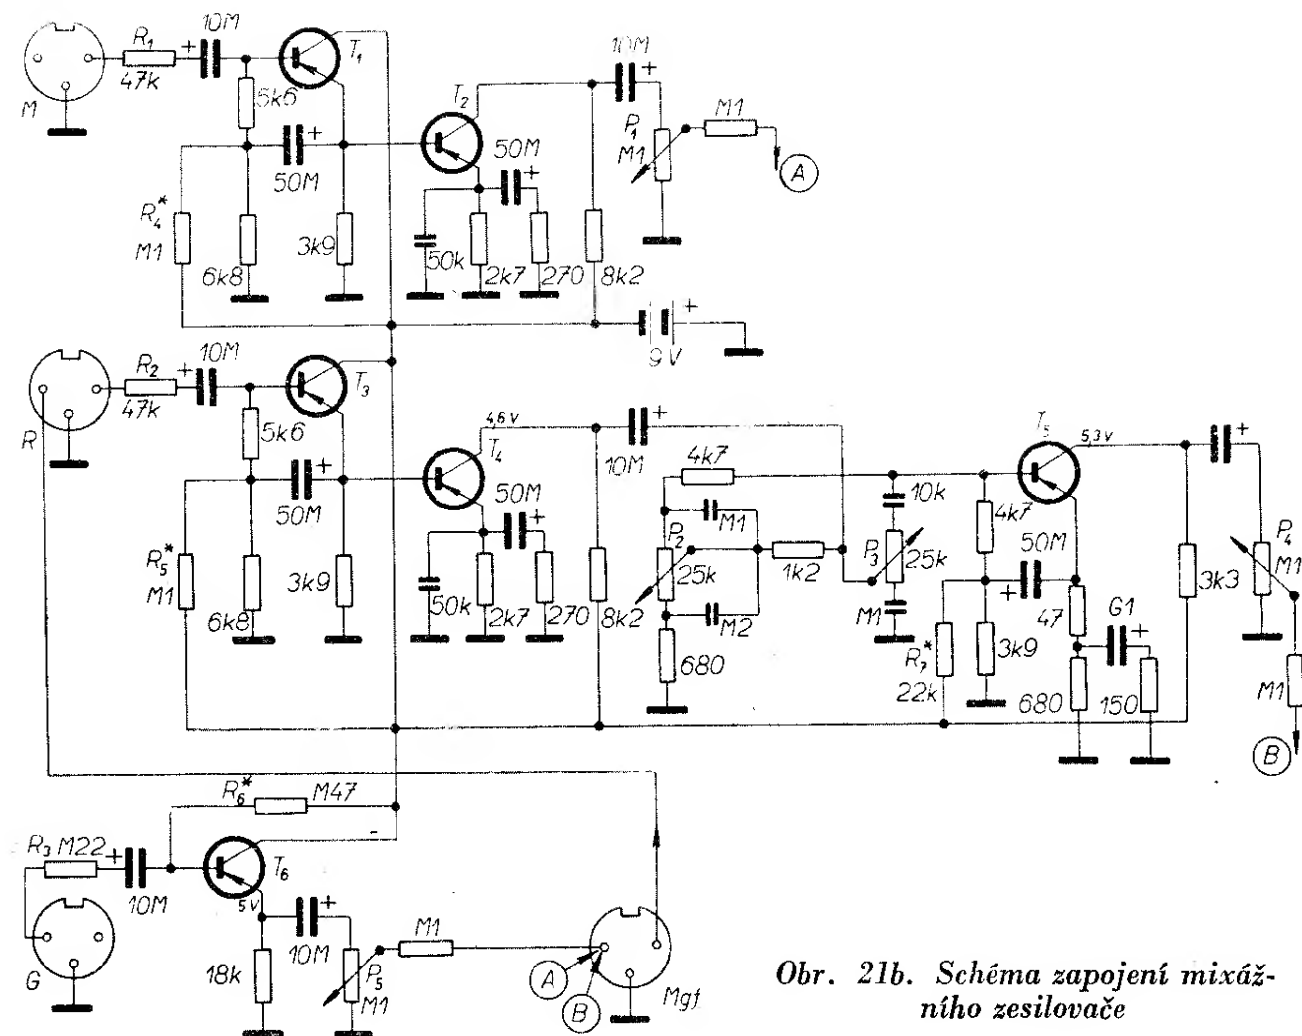 10M
R1
+
T1
47k
M
5k6
10M
+
T2
P1
M1
M1
A
50M
+
50M
+
R4*
M1
6k8
3k9
50k
2k7
270
8k2
+
9V
R2
10M
+
T3
47k
R
5k6
4,6V
T4
+
10M
50M
+
50M
+
R5*
M1
6k8
3k9
50k
2k7
270
8k2
4k7
M1
P2
25k
M2
680
1k2
10k
P3
25k
M1
T5
5,3V
4k7
50M
+
R7*
22k
3k9
47
G1
+
680
150
3k3
+
P4
M1
M1
B
R6*
M47
-
R3 M22
+
T6
10M
5V
10M
+
18k
P5
M1
M1
G
A
B
Mgf
Obr. 21b. Schéma zapojení mixáž-
ního zesilovače